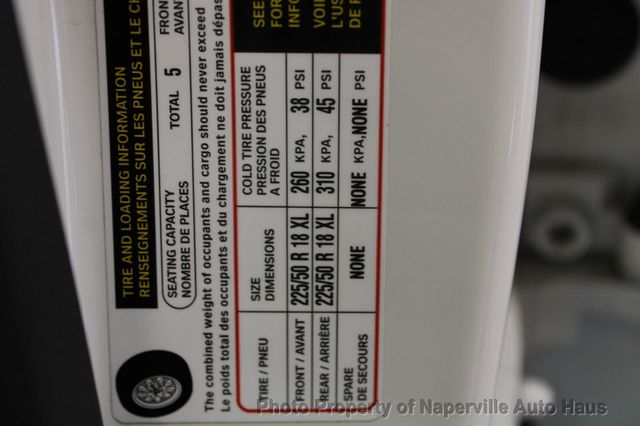 TIRE AND LOADING INFORMATION
RENSEIGNEMENTS SUR LES PNEUS ET LE CH
SEATING CAPACITY
NOMBRE DE PLACES
TOTAL 5
FRON
AVANT
The combined weight of occupants and cargo should never exceed
Le poids total des occupants et du chargement ne doit jamais dépas
TIRE / PNEU
SIZE
DIMENSIONS
COLD TIRE PRESSURE
PRESSION DES PNEUS
A FROID
SEE
FOR
INFO
VOIR
L'US
DE P
FRONT / AVANT 225/50 R 18 XL 260 KPA, 38 PSI
REAR / ARRIÈRE 225/50 R 18 XL 310 KPA, 45 PSI
SPARE
DE SECOURS
NONE NONE KPA, NONE PSI
Photo Property of Naperville Auto Haus